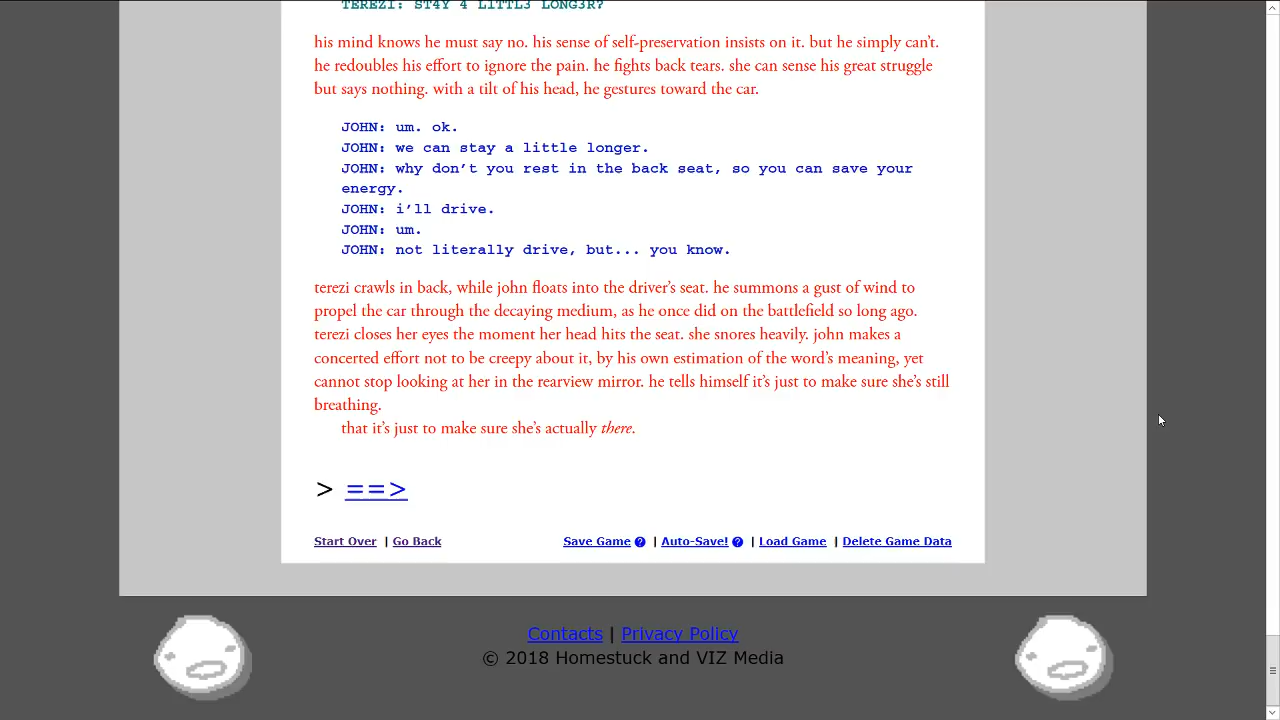 TEREZI: ST4Y 4 L1TTL3 LONG3R?
his mind knows he must say no. his sense of self-preservation insists on it. but he simply can't.
he redoubles his effort to ignore the pain. he fights back tears. she can sense his great struggle
but says nothing. with a tilt of his head, he gestures toward the car.
JOHN: um. ok.
JOHN: we can stay a little longer.
JOHN: why don't you rest in the back seat, so you can save your
energy.
JOHN: i'll drive.
JOHN: um.
JOHN: not literally drive, but... you know.
terezi crawls in back, while john floats into the driver's seat. he summons a gust of wind to
propel the car through the decaying medium, as he once did on the battlefield so long ago.
terezi closes her eyes the moment her head hits the seat. she snores heavily. john makes a
concerted effort not to be creepy about it, by his own estimation of the word's meaning, yet
cannot stop looking at her in the rearview mirror. he tells himself it's just to make sure she's still
breathing.
that it's just to make sure she's actually there.
> ==>
Start Over | Go Back Save Game ? | Auto-Save! ? | Load Game | Delete Game Data
Contacts | Privacy Policy
© 2018 Homestuck and VIZ Media